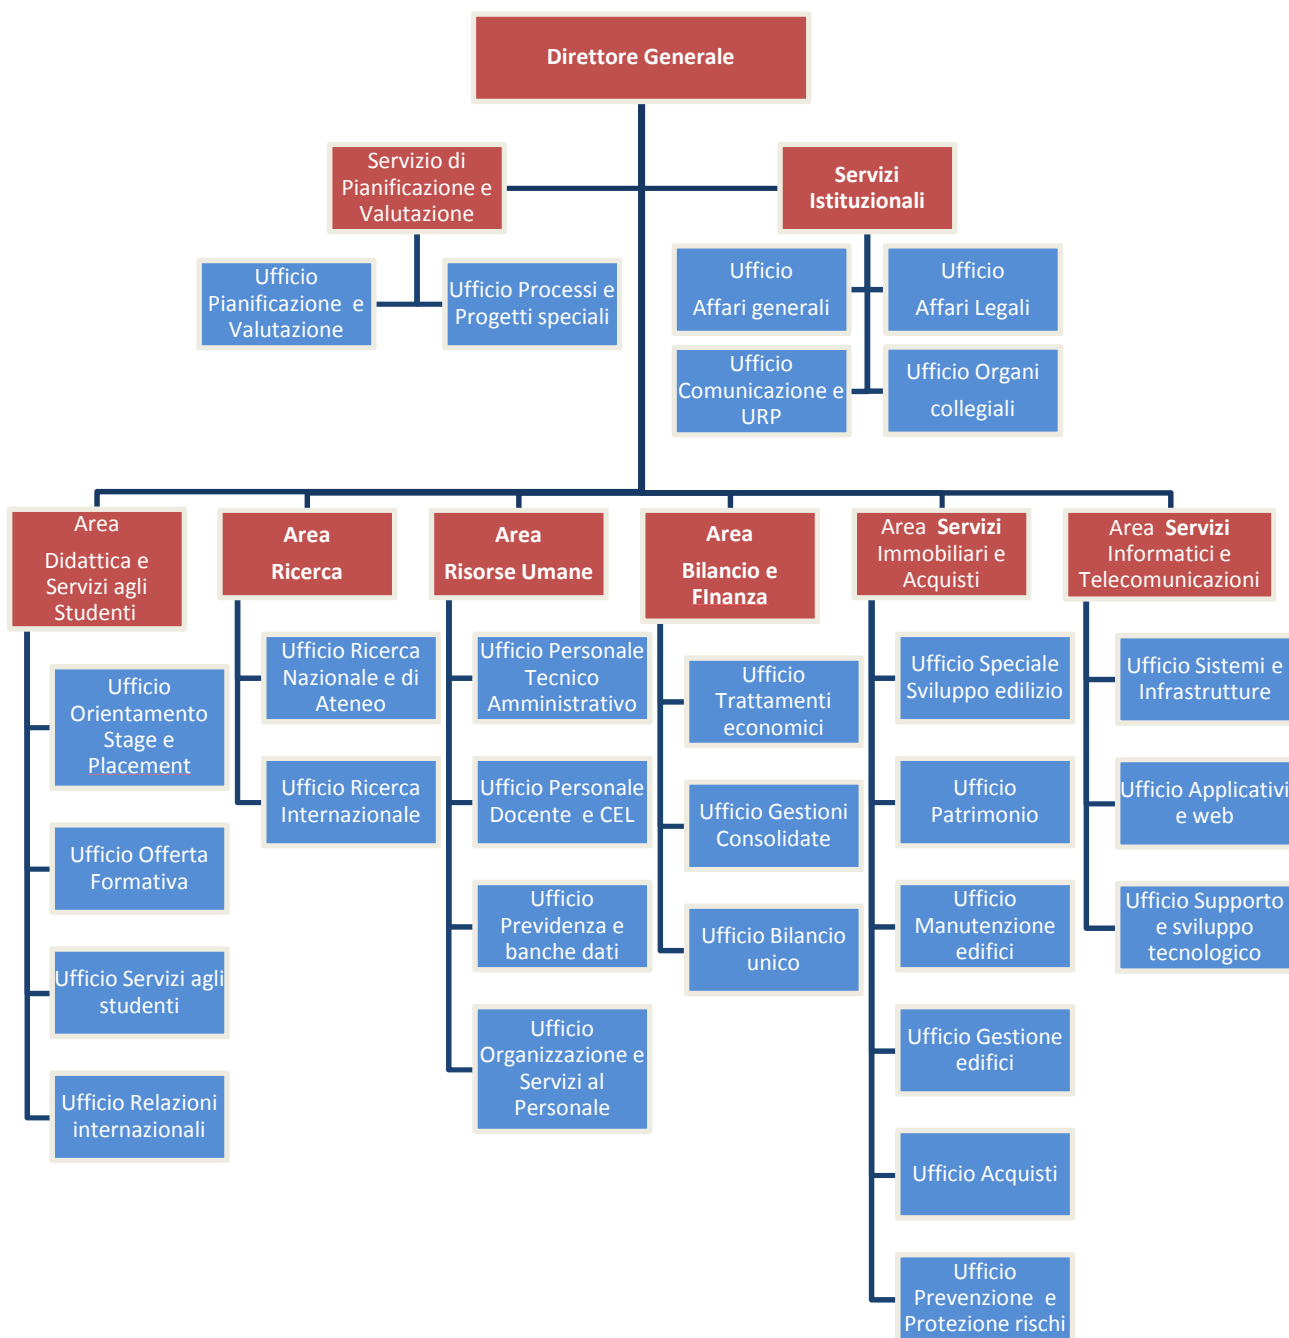 Direttore Generale
Servizio di
Pianificazione e
Valutazione
Servizi
Istituzionali
Ufficio
Pianificazione e
Valutazione
Ufficio Processi e
Progetti speciali
Ufficio
Affari generali
Ufficio
Affari Legali
Ufficio
Comunicazione e
URP
Ufficio Organi
collegiali
Area
Didattica e
Servizi agli
Studenti
Area
Ricerca
Area
Risorse Umane
Area
Bilancio e
FInanza
Area Servizi
Immobiliari e
Acquisti
Area Servizi
Informatici e
Telecomunicazioni
Ufficio
Orientamento
Stage e
Placement
Ufficio Offerta
Formativa
Ufficio Servizi agli
studenti
Ufficio Relazioni
internazionali
Ufficio Ricerca
Nazionale e di
Ateneo
Ufficio Ricerca
Internazionale
Ufficio Personale
Tecnico
Amministrativo
Ufficio Personale
Docente e CEL
Ufficio
Previdenza e
banche dati
Ufficio
Organizzazione e
Servizi al
Personale
Ufficio
Trattamenti
economici
Ufficio Gestioni
Consolidate
Ufficio Bilancio
unico
Ufficio Speciale
Sviluppo edilizio
Ufficio
Patrimonio
Ufficio
Manutenzione
edifici
Ufficio Gestione
edifici
Ufficio Acquisti
Ufficio
Prevenzione e
Protezione rischi
Ufficio Sistemi e
Infrastrutture
Ufficio Applicativi
e web
Ufficio Supporto
e sviluppo
tecnologico